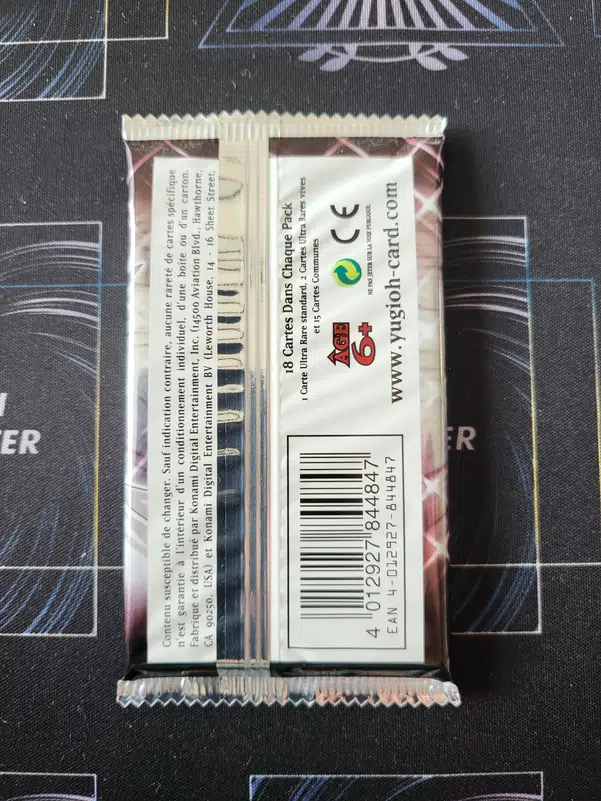 Contenu susceptible de changer. Sauf indication contraire, aucune rareté de cartes spécifique
n'est garantie à l'intérieur d'un conditionnement individuel, d'une boîte ou d'un carton.
Fabrique et distribué par Konami Digital Entertainment, Inc. (14500 Aviation Blvd., Hawthorne,
CA 90250, USA) et Konami Digital Entertainment BV (Leworth House, 14 - 16 Sheet Street,
18 Cartes Dans Chaque Pack
1 Carte Ultra Rare standard, 2 Cartes Ultra Rares vives
et 15 Cartes Communes
ÂGE
6+
CE
NE PAS JETER SUR LA VOIE PUBLIQUE.
www.yugioh-card.com
4 012927 844847
EAN 4-012927-844847
ER
TER